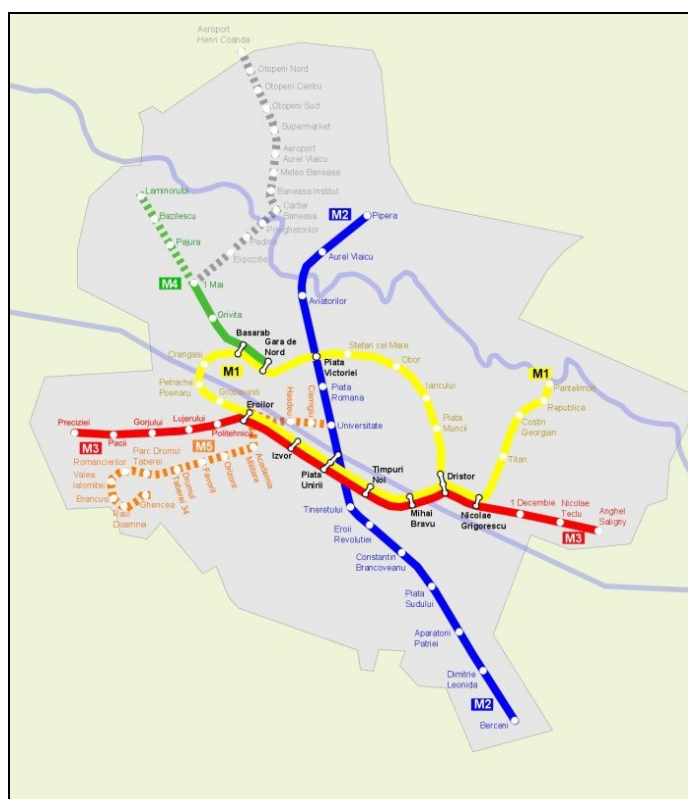 Aeroport
Henri Coanda
Otopeni Nord
Otopeni Centru
Otopeni Sud
Supermarket
Aeroport
Aurel Vlaicu
Meteo Baneasa
Baneasa Institut
Cartier
Baneasa
Piajghetorilor
Padina
Expozitiei
Laminorului
Bazilescu
Pajura
M4
1 Mai
Grivita
M2
Pipera
Aurel Vlaicu
Aviatorilor
Basarab
Gara de
Nord
Crangasi
M1
Petrache
Poenaru
Grozavesti
Eroilor
Piata
Victoriei
Stefan cel Mare
Obor
Iancului
Piata
Muncii
M1
Pantelimon
Republica
Costin
Georgian
Titan
Piata
Romana
Universitate
Hasdeu
Cismigiu
Preciziei
M3
Pacii
Gorjului
Lujerului
Politehnica
M5
Romancierilor
Parc Drumul
Taberei
Valea
Ialomitei
Brancusi
Raul
Doamnei
Ghencea
Drumul
Taberei 34
Favorit
Orizont
Academia
Militara
Izvor
Piata
Unirii
Timpuri
Noi
Mihai
Bravu
Dristor
Nicolae
Grigorescu
1 Decembrie
Nicolae
Teclu
Anghel
Saligny
M3
Tineretului
Eroii
Revolutiei
Constantin
Brancoveanu
Piata
Sudului
Aparatorii
Patriei
Dimitrie
Leonida
M2
Berceni